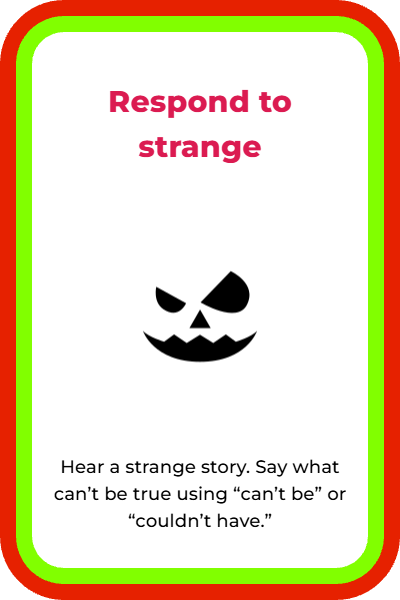 Respond to
strange
Hear a strange story. Say what
can’t be true using “can’t be” or
“couldn’t have.”